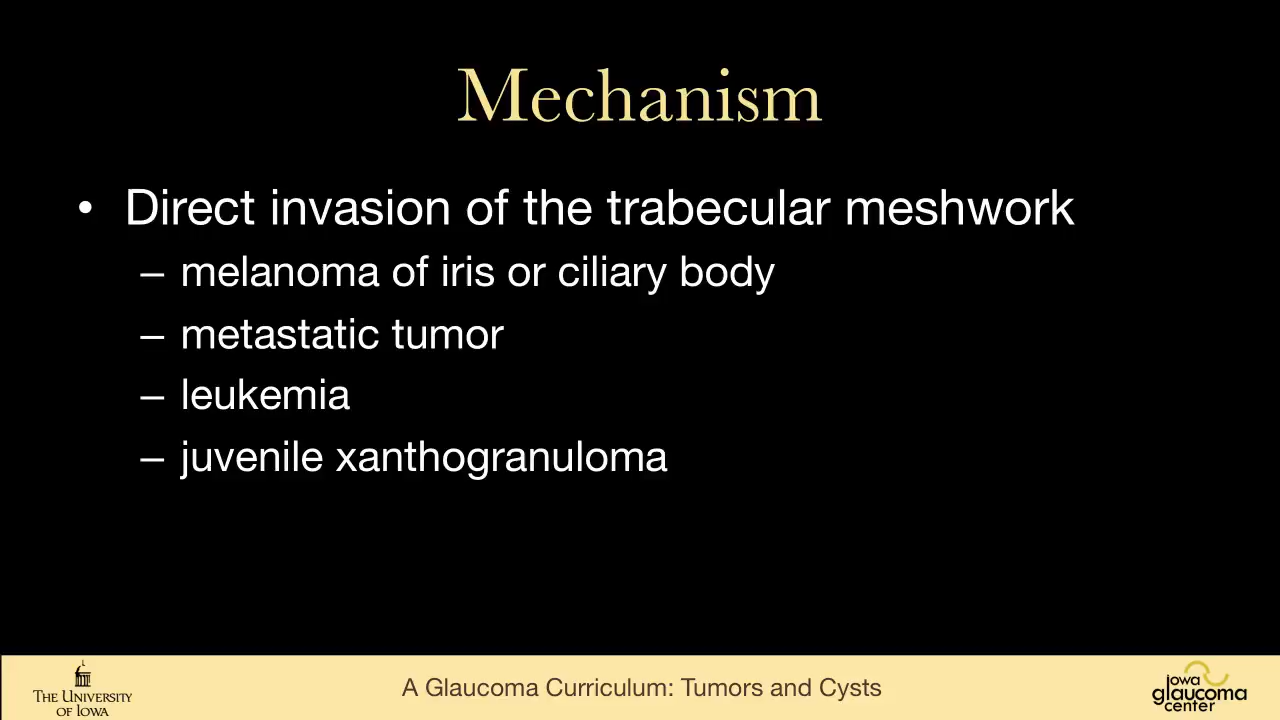 Mechanism
• Direct invasion of the trabecular meshwork
– melanoma of iris or ciliary body
– metastatic tumor
– leukemia
– juvenile xanthogranuloma
THE UNIVERSITY
OF IOWA
A Glaucoma Curriculum: Tumors and Cysts
iowa
glaucoma
center